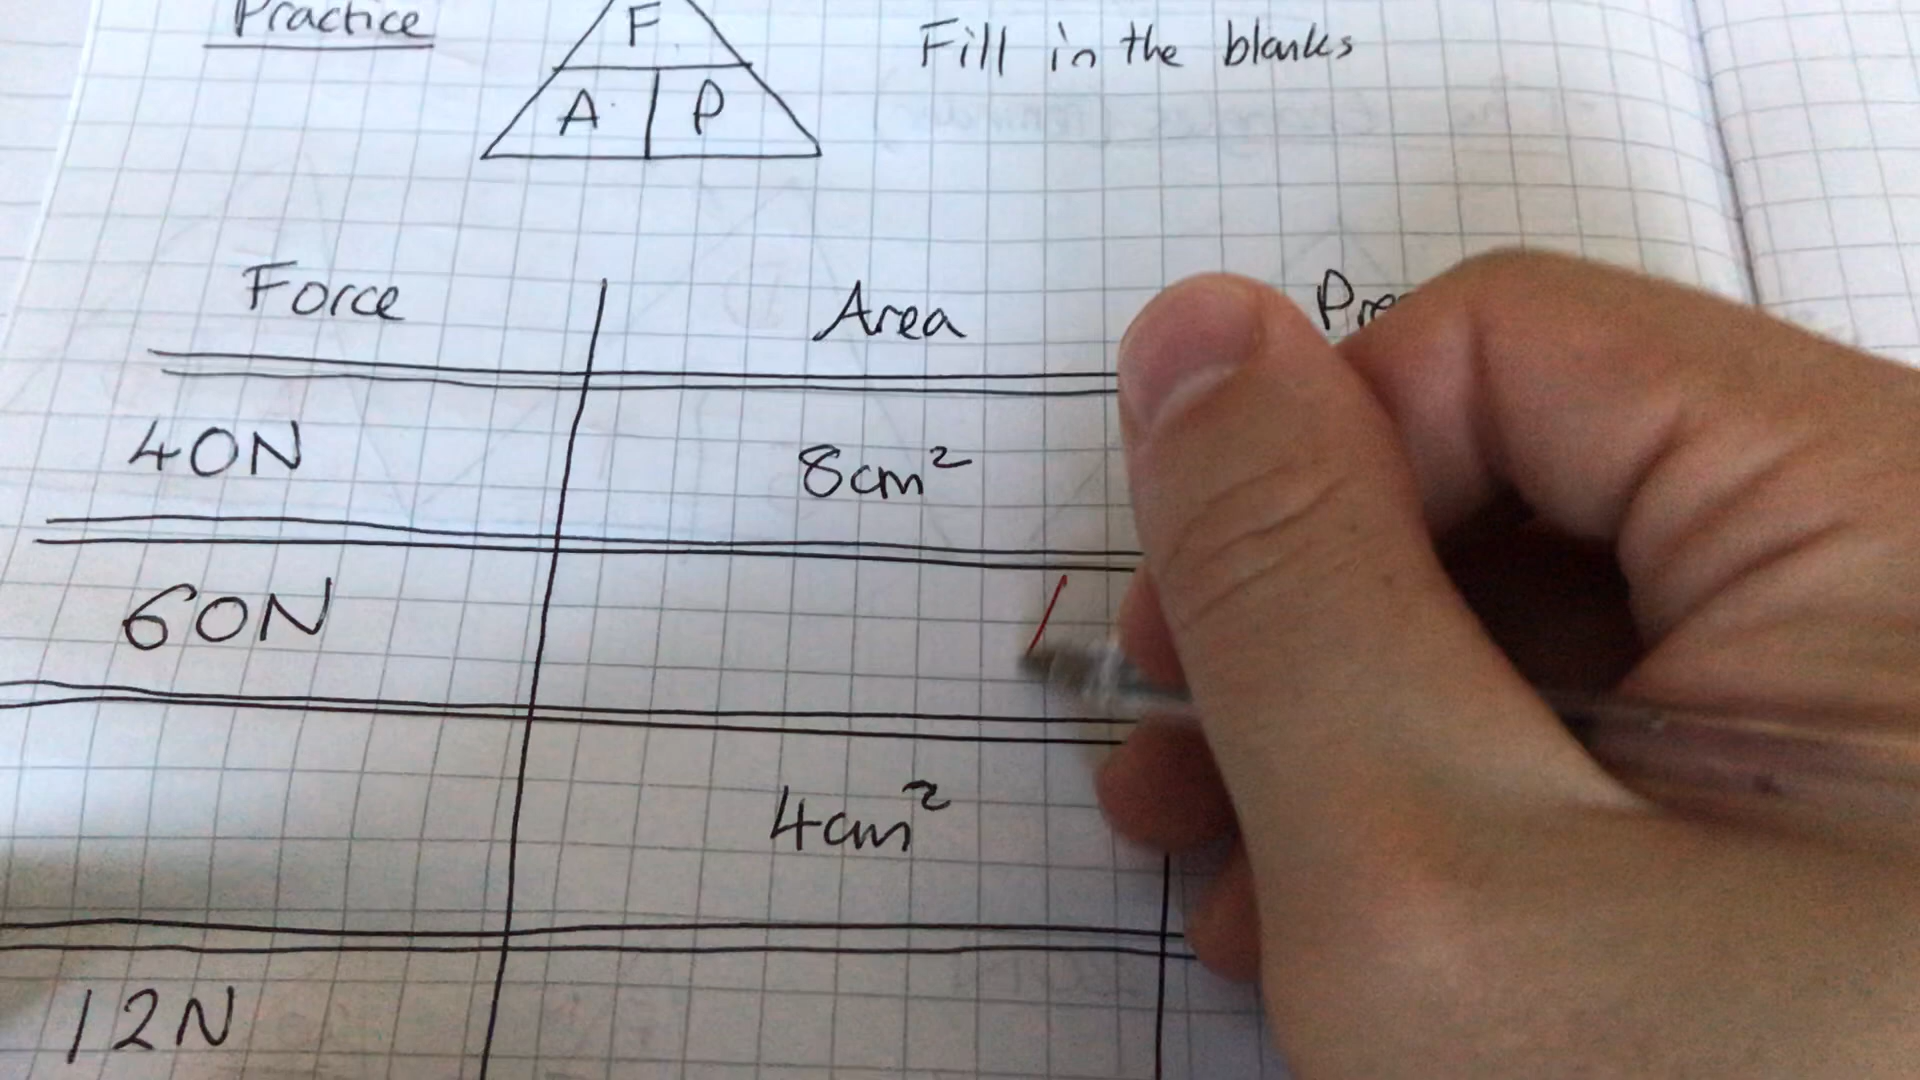 Practice
F
A P
Fill in the blanks
Force Area
40N 8cm²
60N
4cm²
12N